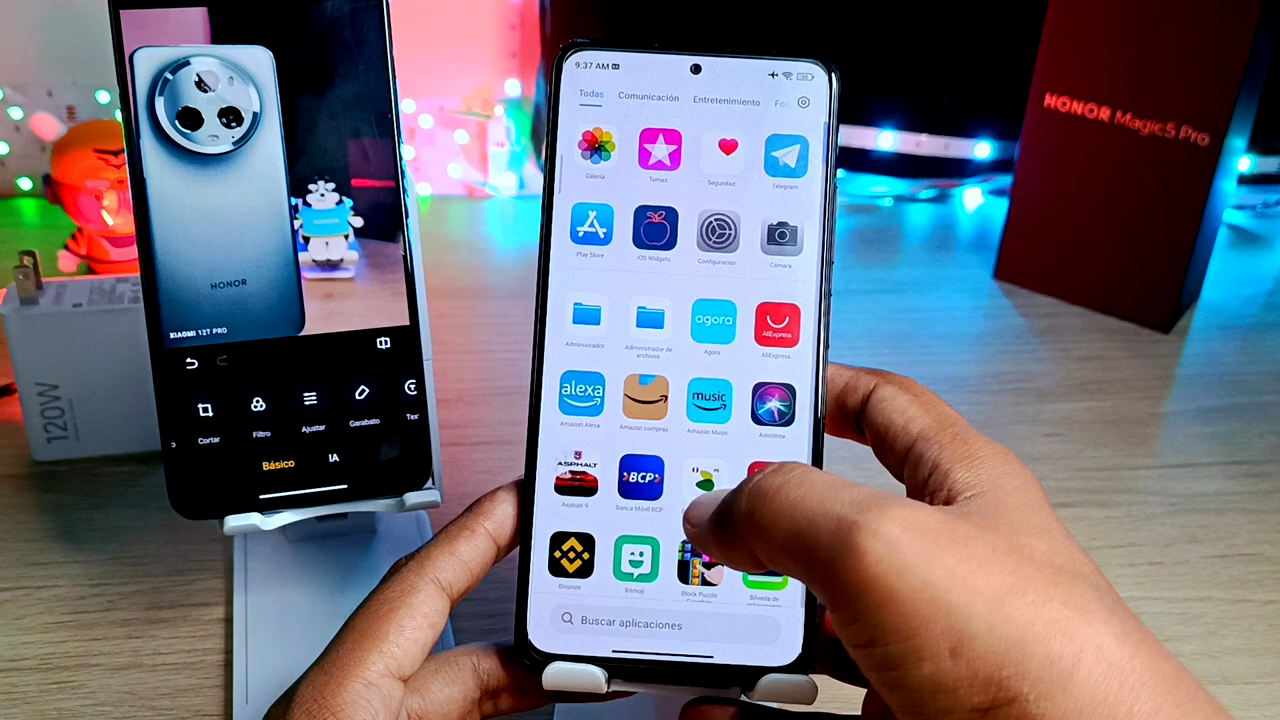 HONOR
HONOR
XIAOMI 12T PRO
Cortar
Filtro
Ajustar
Garabato
Básico
IA
120W
9:37 AM
Todas
Comunicación
Entretenimiento
Galería
Temas
Seguridad
Telegram
Play Store
iOS Widgets
Configuración
Cámara
agora
AliExpress
Administrador
Administrador de
archivos
Agora
AliExpress
alexa
music
Amazon Alexa
Amazon compras
Amazon Music
Asistente
ASPHALT
BCP
Asphalt 9
Banca Móvil BCP
Binance
Bitmoji
Block Puzzle
Bóveda de
Buscar aplicaciones
HONOR Magic5 Pro